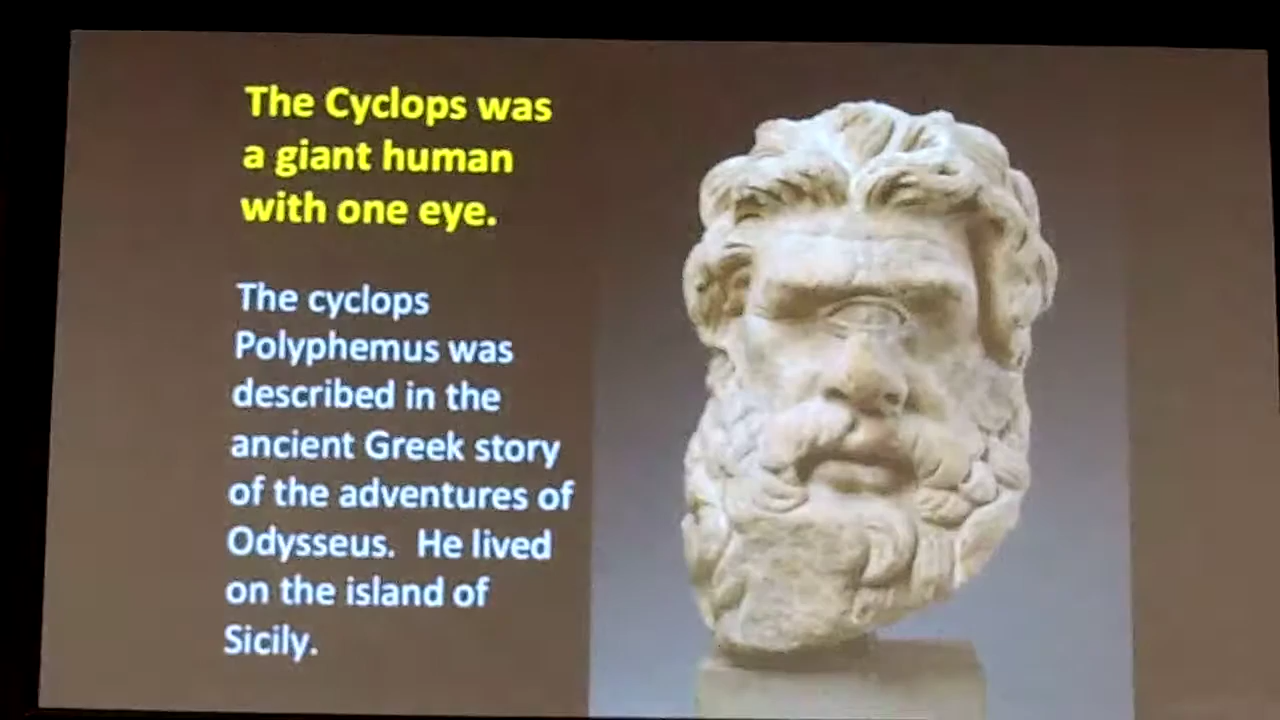 The Cyclops was
a giant human
with one eye.
The cyclops
Polyphemus was
described in the
ancient Greek story
of the adventures of
Odysseus.  He lived
on the island of
Sicily.